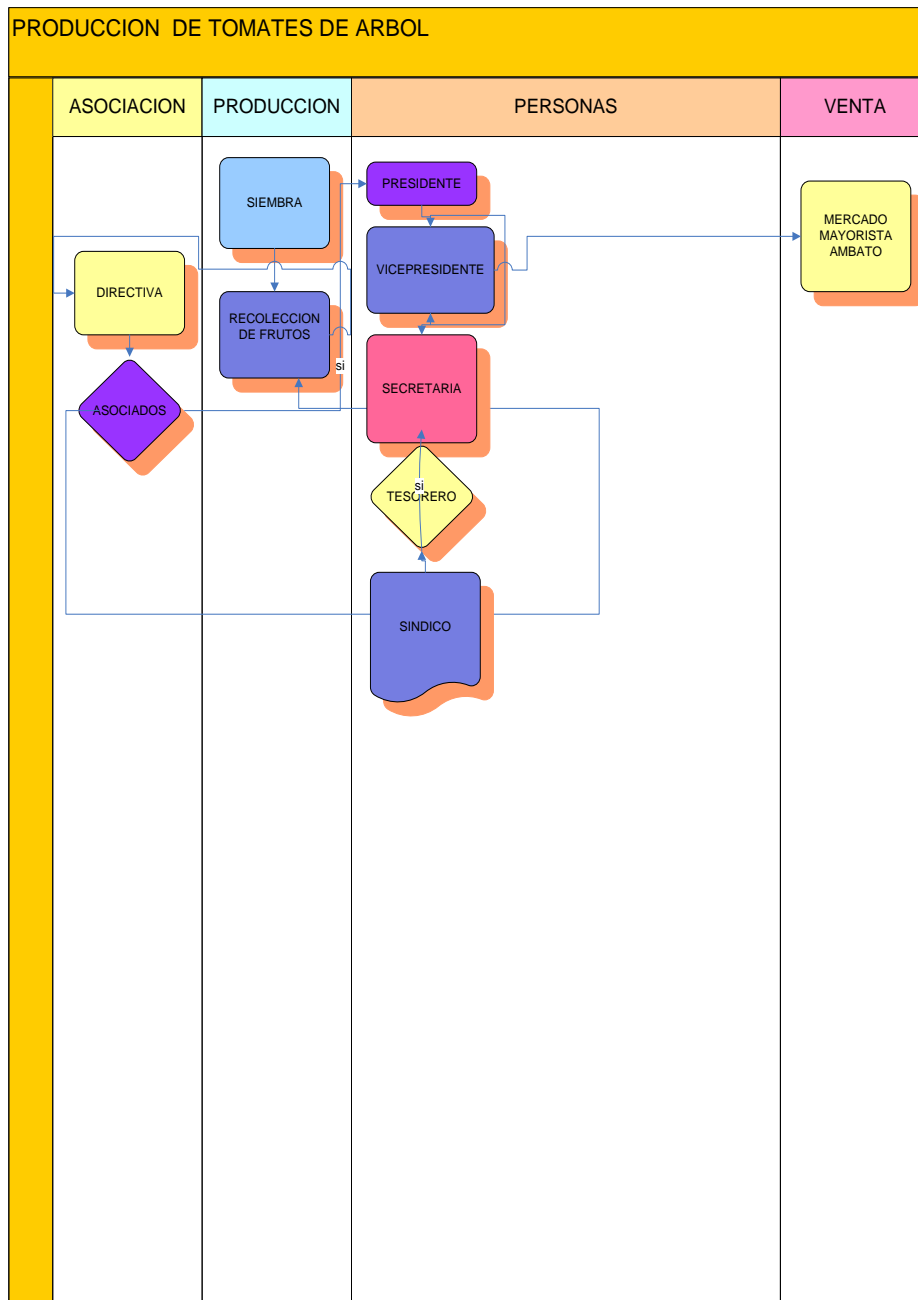 PRODUCCION DE TOMATES DE ARBOL
ASOCIACION
PRODUCCION
PERSONAS
VENTA
SIEMBRA
PRESIDENTE
MERCADO
MAYORISTA
AMBATO
VICEPRESIDENTE
DIRECTIVA
RECOLECCION
DE FRUTOS
si
SECRETARIA
ASOCIADOS
si
TESORERO
SINDICO